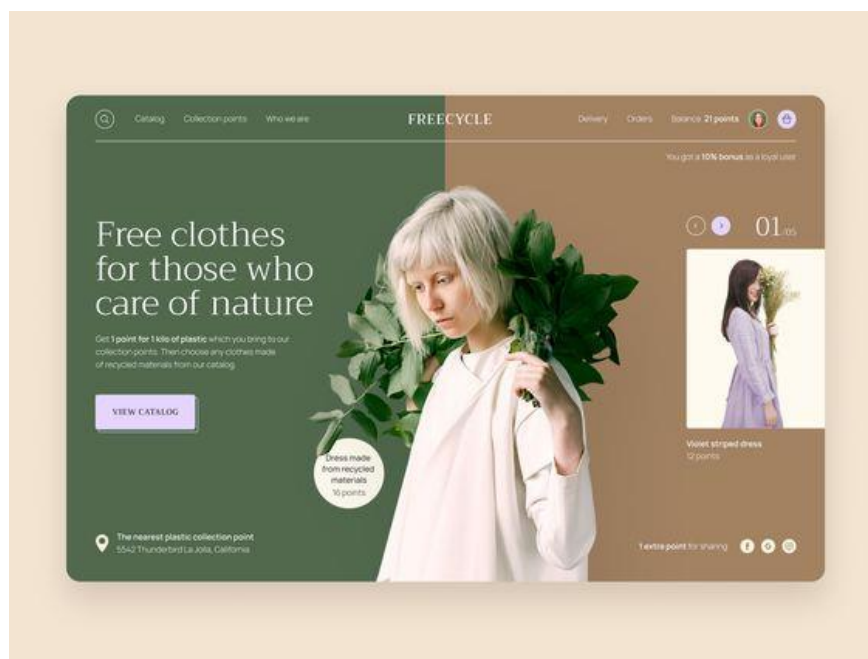 Catalog Collection points Who we are
FREECYCLE
Delivery Orders Balance 21 points
You got a 10% bonus as a loyal user
Free clothes
for those who
care of nature
Get 1 point for 1 kilo of plastic which you bring to our
collection points. Then choose any clothes made
of recycled materials from our catalog
VIEW CATALOG
01/05
Violet striped dress
12 points
Dress made
from recycled
materials
16 points
The nearest plastic collection point
5542 Thunderbird La Jolla, California
1 extra point for sharing